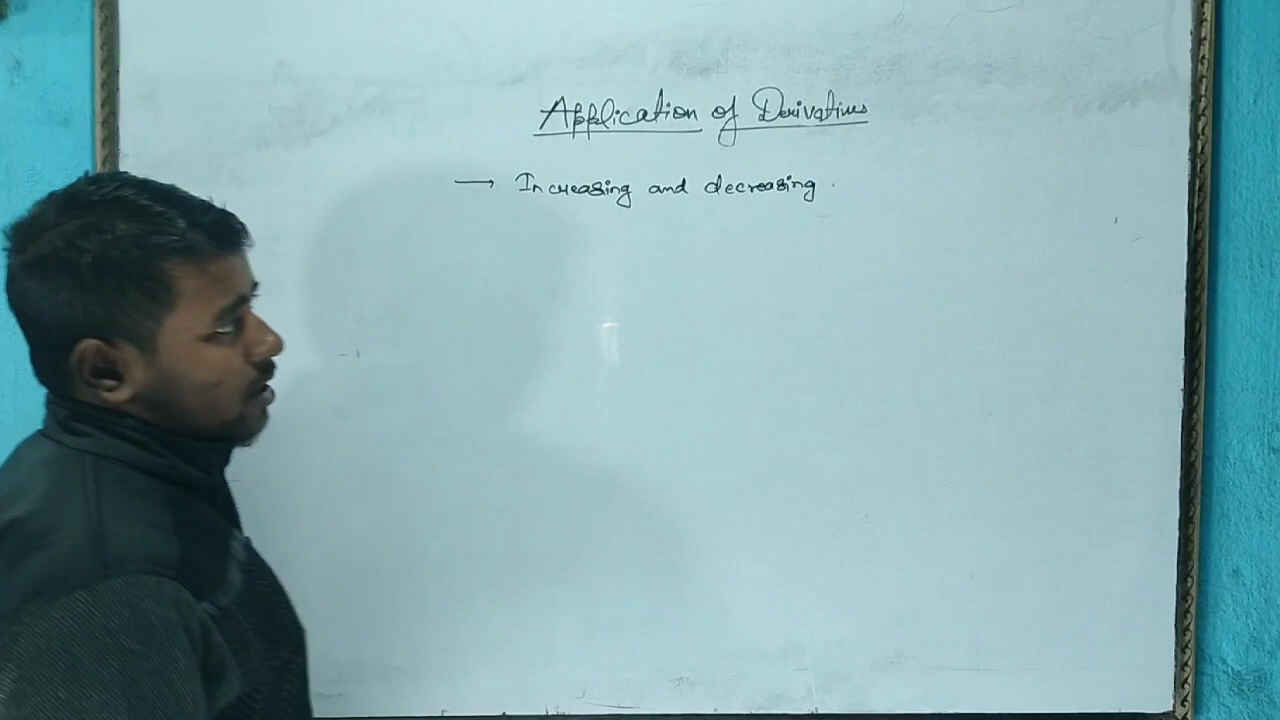 Application of Derivatives
→ Increasing and decreasing.